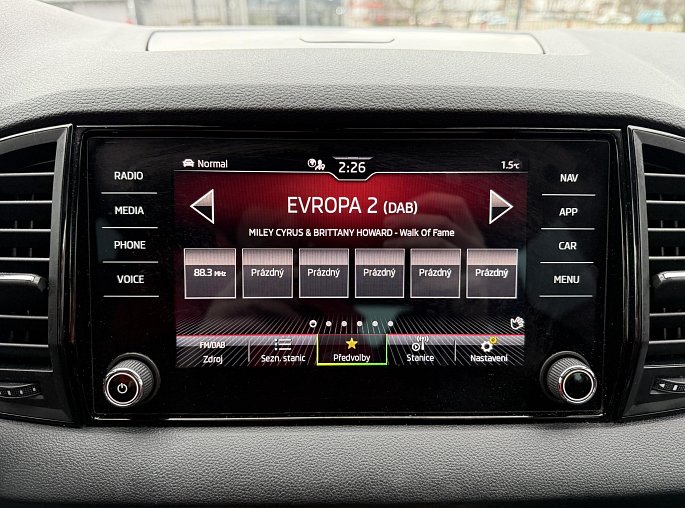 RADIO
MEDIA
PHONE
VOICE
Normal
2:26
1.5°C
EVROPA 2 (DAB)
MILEY CYRUS & BRITTANY HOWARD - Walk Of Fame
88.3 MHz
Prázdný
Prázdný
Prázdný
Prázdný
Prázdný
FM/DAB
Zdroj
Sezn. stanic
Předvolby
Stanice
Nastavení
NAV
APP
CAR
MENU